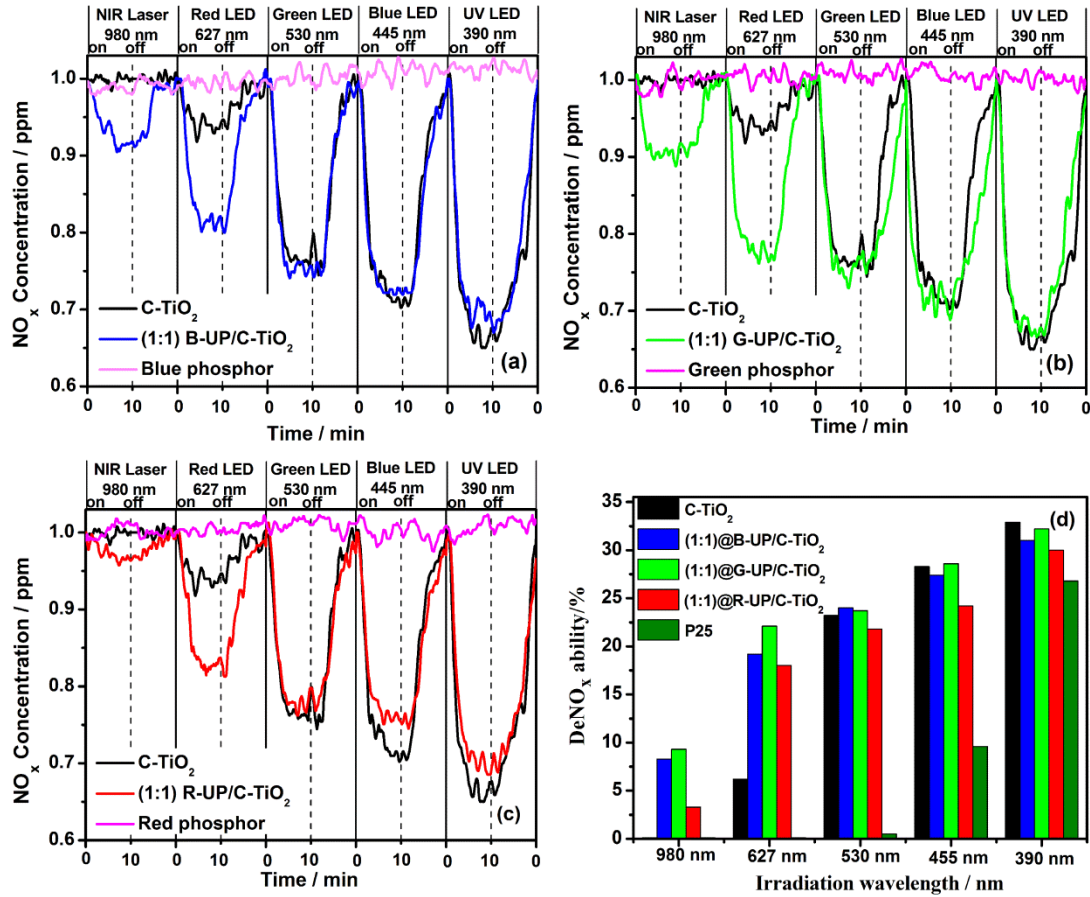 NIR Laser Red LED Green LED Blue LED UV LED
980 nm 627 nm 530 nm 445 nm 390 nm
on off on off on off on off on off
NOx Concentration / ppm
1.0
0.9
0.8
0.7
0.6
C-TiO2
(1:1) B-UP/C-TiO2
Blue phosphor
(a)
0 10 0 10 0 10 0 10 0 10 0
Time / min
NIR Laser Red LED Green LED Blue LED UV LED
980 nm 627 nm 530 nm 445 nm 390 nm
on off on off on off on off on off
NOx Concentration / ppm
1.0
0.9
0.8
0.7
0.6
C-TiO2
(1:1) G-UP/C-TiO2
Green phosphor
(b)
0 10 0 10 0 10 0 10 0 10 0
Time / min
NIR Laser Red LED Green LED Blue LED UV LED
980 nm 627 nm 530 nm 445 nm 390 nm
on off on off on off on off on off
NOx Concentration / ppm
1.0
0.9
0.8
0.7
0.6
C-TiO2
(1:1) R-UP/C-TiO2
Red phosphor
(c)
0 10 0 10 0 10 0 10 0 10 0
Time / min
DeNOX ability/%
35
30
25
20
15
10
5
0
C-TiO2
(1:1)@B-UP/C-TiO2
(1:1)@G-UP/C-TiO2
(1:1)@R-UP/C-TiO2
P25
(d)
980 nm 627 nm 530 nm 455 nm 390 nm
Irradiation wavelength / nm